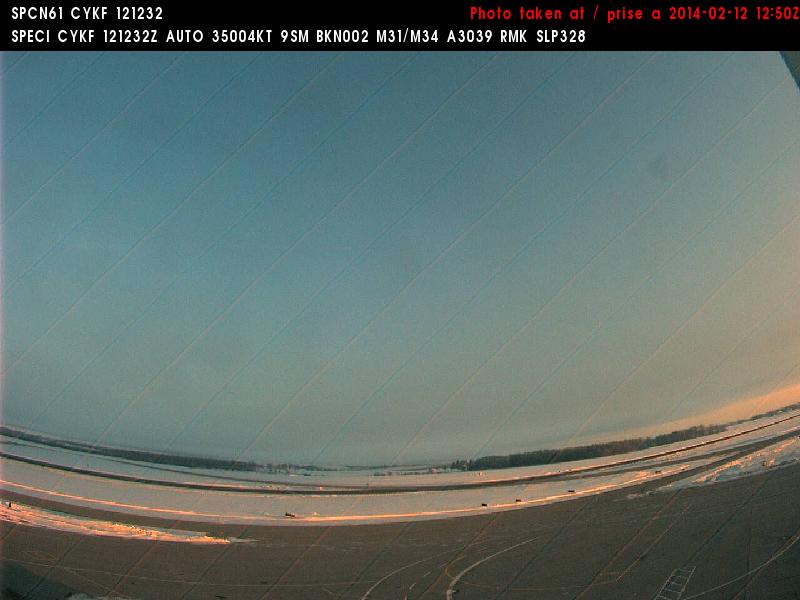 SPCN61 CYKF 121232 Photo taken at / prise a 2014-02-12 12:50Z
SPECI CYKF 121232Z AUTO 35004KT 9SM BKN002 M31/M34 A3039 RMK SLP328